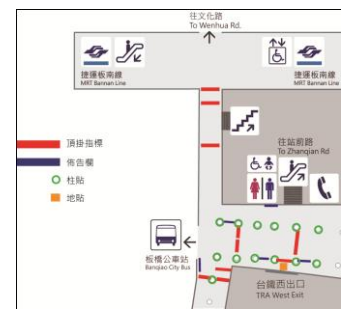 往文化路
To Wenhua Rd.
捷運板南線
MRT Bannan Line
捷運板南線
MRT Bannan Line
往站前路
To Zhanqian Rd
頂掛指標
佈告欄
柱貼
地貼
板橋公車站
Banqiao City Bus
台鐵西出口
TRA West Exit